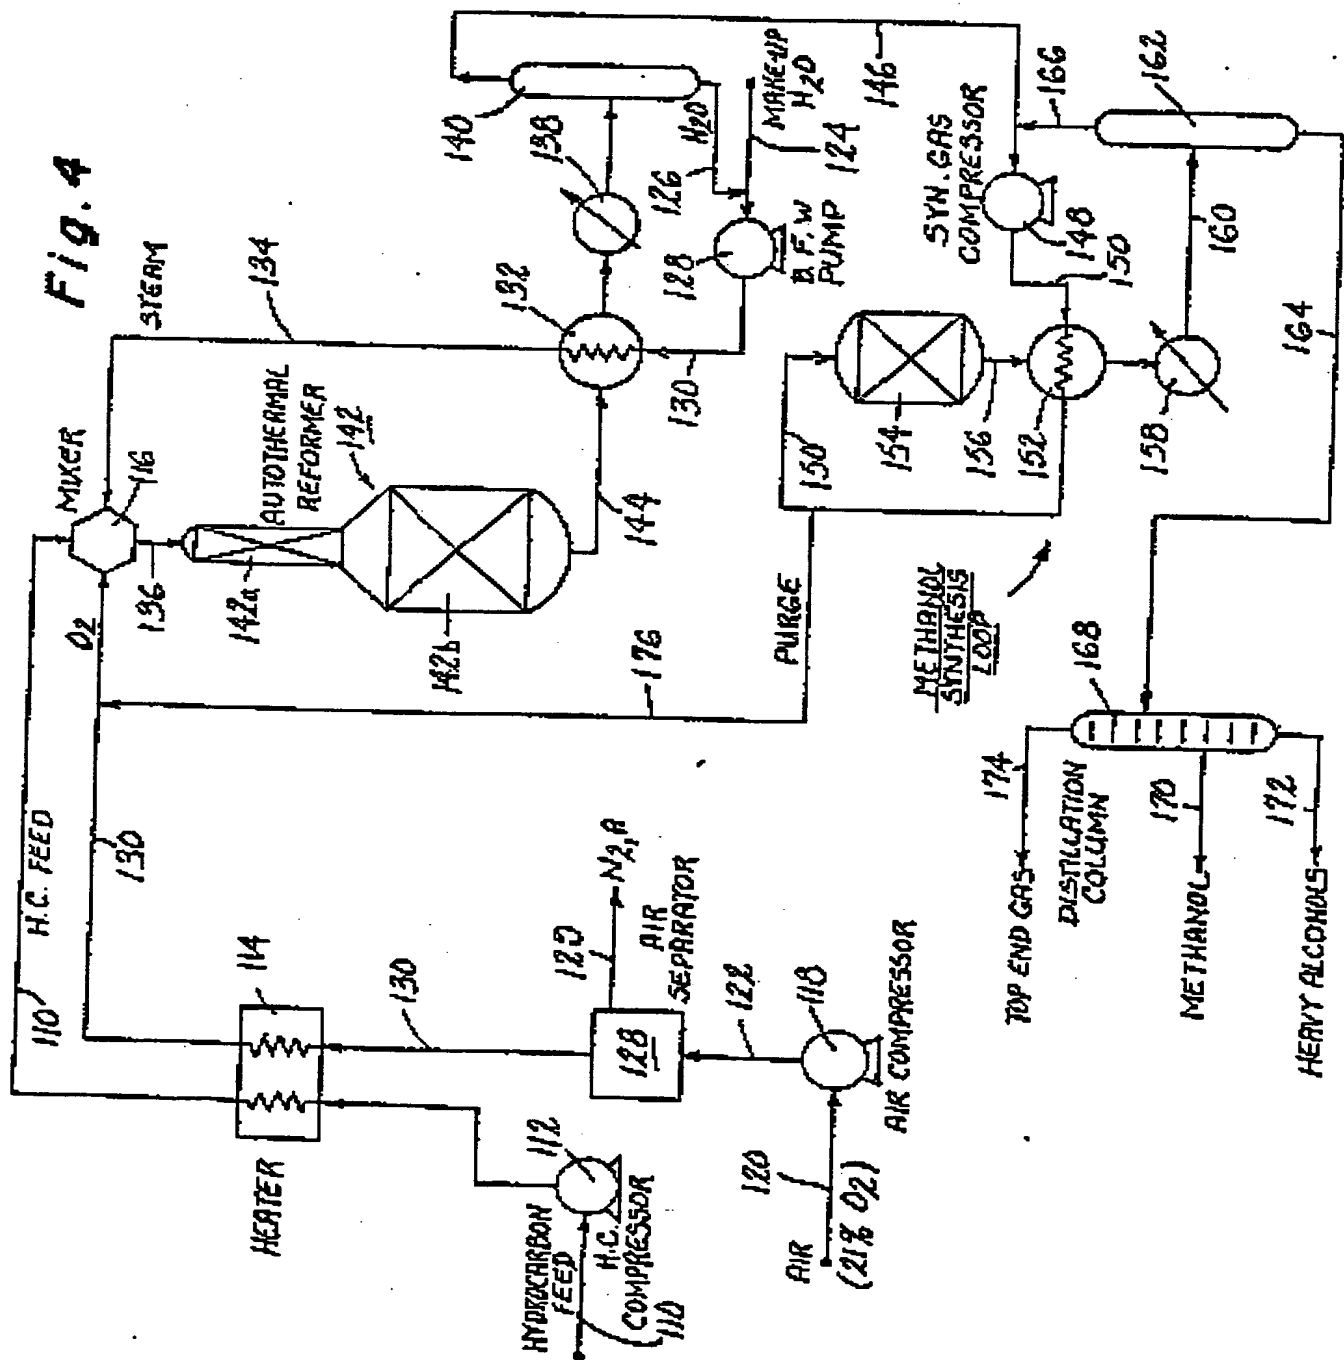 Fig. 4
STEAM
134
MIXER
116
O2
136
AUTOTHERMAL
REFORMER
142
142a
142b
144
132
130
138
140
H2O
126
MAKE-UP
H2O
124
128
B.F.W
PUMP
146
SYN. GAS
COMPRESSOR
148
150
166
162
160
164
150
154
156
152
158
PURGE
176
METHANOL
SYNTHESIS
LOOP
H.C. FEED
110
130
114
HEATER
130
120
N2, A
AIR
SEPARATOR
128
122
118
AIR COMPRESSOR
120
AIR
(21% O2)
112
HYDROCARBON
FEED
H.C.
COMPRESSOR
110
168
174
TOP END GAS
DISTILLATION
COLUMN
170
METHANOL
172
HEAVY ALCOHOLS